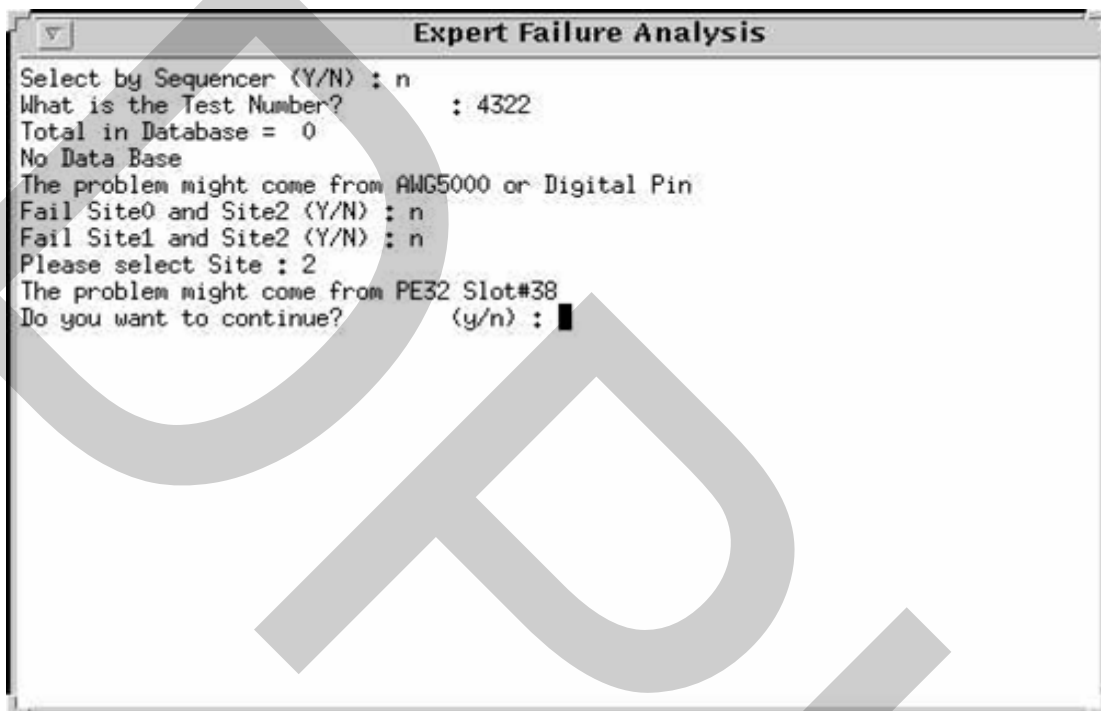 Expert Failure Analysis
Select by Sequencer (Y/N) : n
What is the Test Number? : 4322
Total in Database = 0
No Data Base
The problem might come from AWG5000 or Digital Pin
Fail Site0 and Site2 (Y/N) : n
Fail Site1 and Site2 (Y/N) : n
Please select Site : 2
The problem might come from PE32 Slot#38
Do you want to continue? (y/n) :